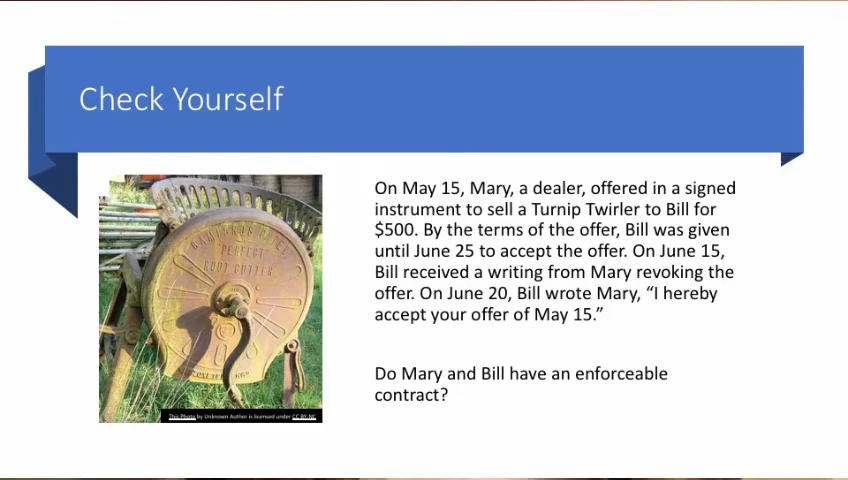 Check Yourself
On May 15, Mary, a dealer, offered in a signed
instrument to sell a Turnip Twirler to Bill for
$500. By the terms of the offer, Bill was given
until June 25 to accept the offer. On June 15,
Bill received a writing from Mary revoking the
offer. On June 20, Bill wrote Mary, “I hereby
accept your offer of May 15.”
Do Mary and Bill have an enforceable
contract?
"PERFECT"
ROOT CUTTER
This Photo by Unknown Author is licensed under CC BY-NC